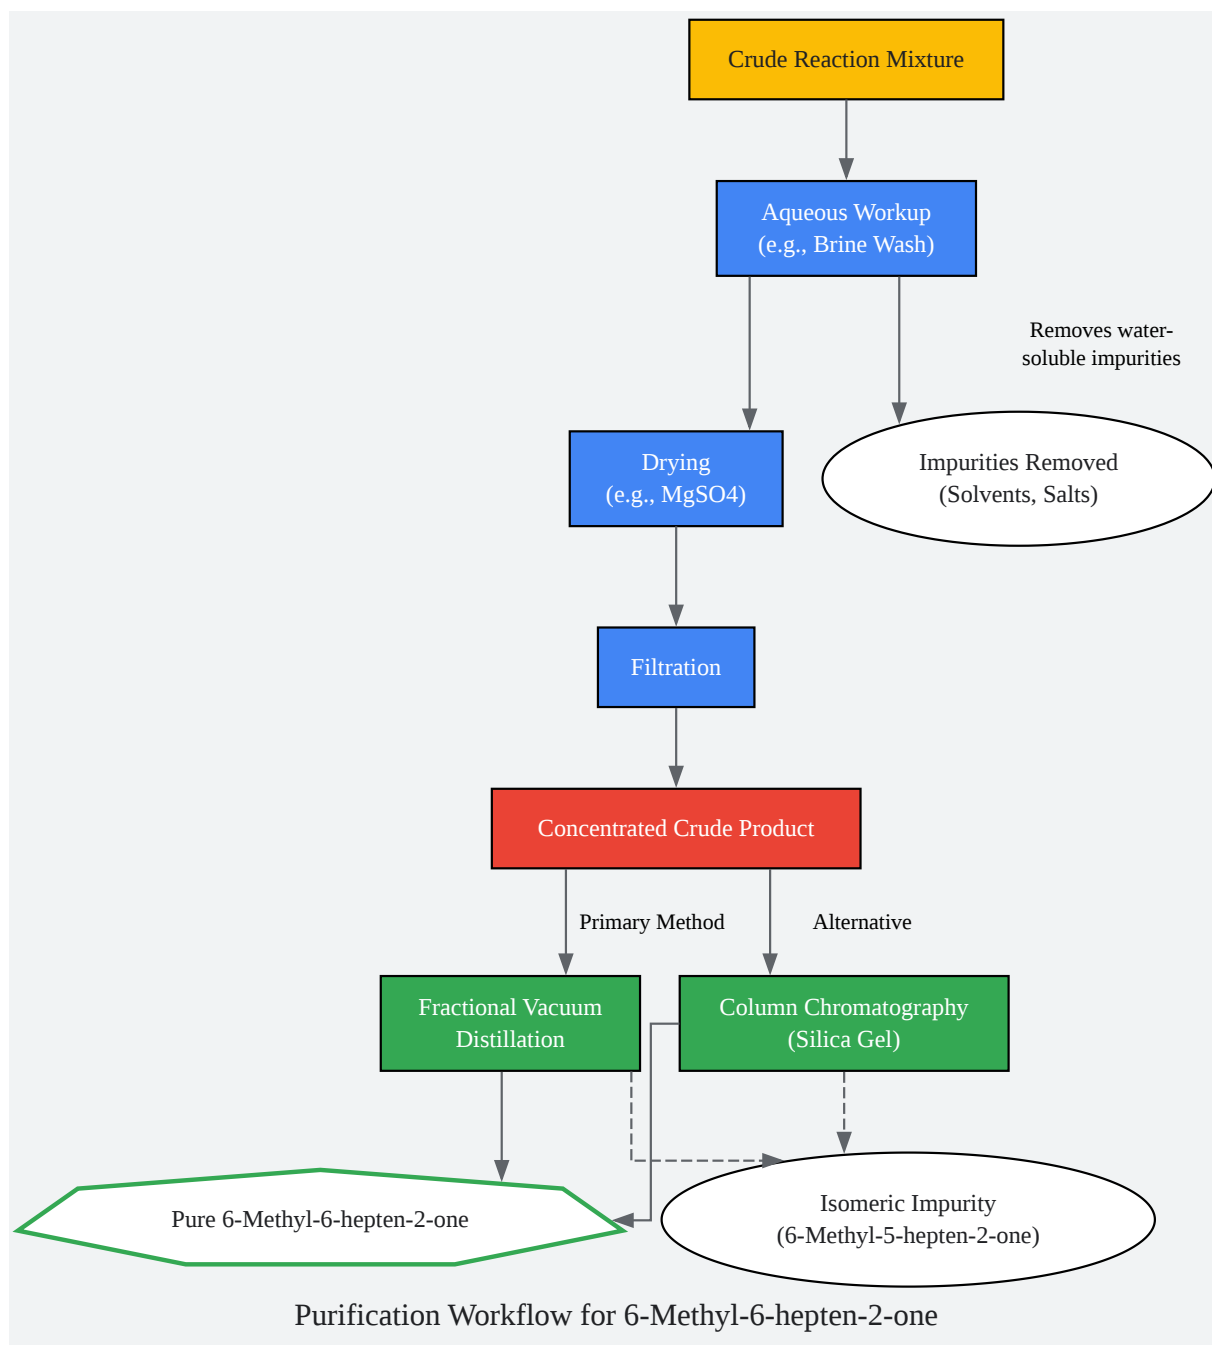 Crude Reaction Mixture
Aqueous Workup
(e.g., Brine Wash)
Removes water-
soluble impurities
Drying
(e.g., MgSO4)
Impurities Removed
(Solvents, Salts)
Filtration
Concentrated Crude Product
Primary Method
Alternative
Fractional Vacuum
Distillation
Column Chromatography
(Silica Gel)
Pure 6-Methyl-6-hepten-2-one
Isomeric Impurity
(6-Methyl-5-hepten-2-one)
Purification Workflow for 6-Methyl-6-hepten-2-one